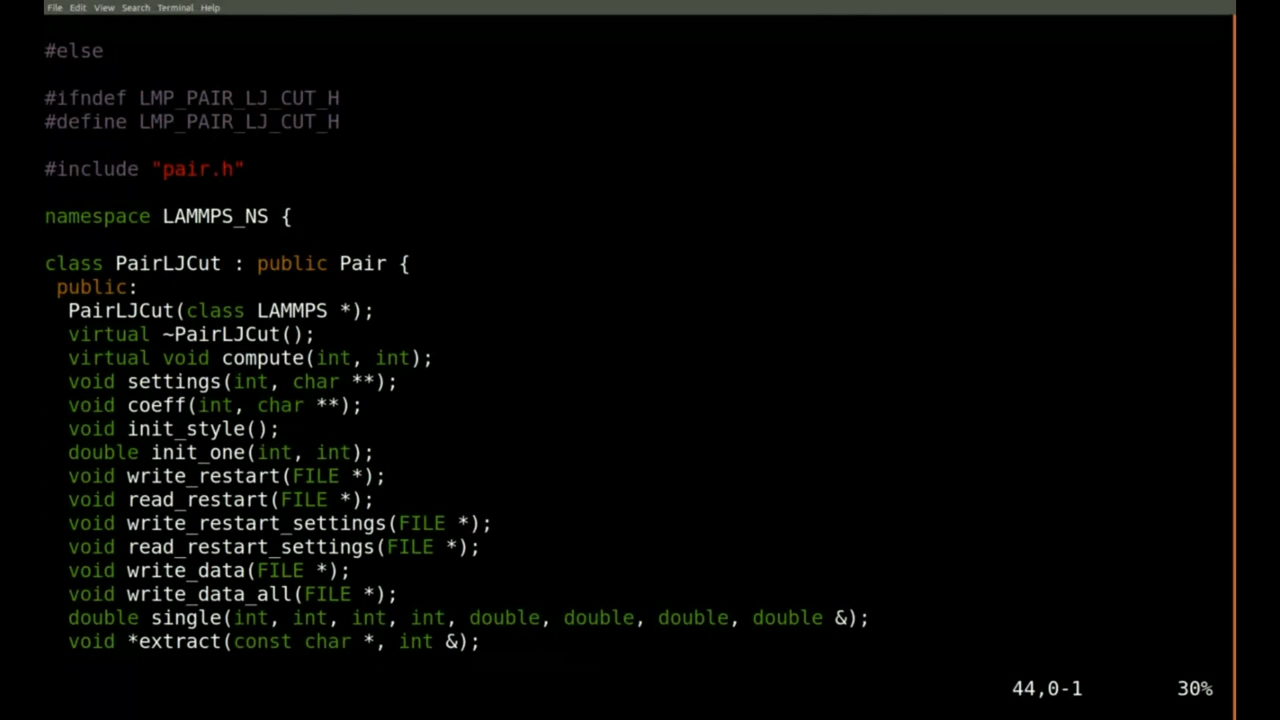 File Edit View Search Terminal Help
#else
#ifndef LMP_PAIR_LJ_CUT_H
#define LMP_PAIR_LJ_CUT_H
#include "pair.h"
namespace LAMMPS_NS {
class PairLJCut : public Pair {
public:
PairLJCut(class LAMMPS *);
virtual ~PairLJCut();
virtual void compute(int, int);
void settings(int, char **);
void coeff(int, char **);
void init_style();
double init_one(int, int);
void write_restart(FILE *);
void read_restart(FILE *);
void write_restart_settings(FILE *);
void read_restart_settings(FILE *);
void write_data(FILE *);
void write_data_all(FILE *);
double single(int, int, int, int, double, double, double, double &);
void *extract(const char *, int &);
44,0-1 30%